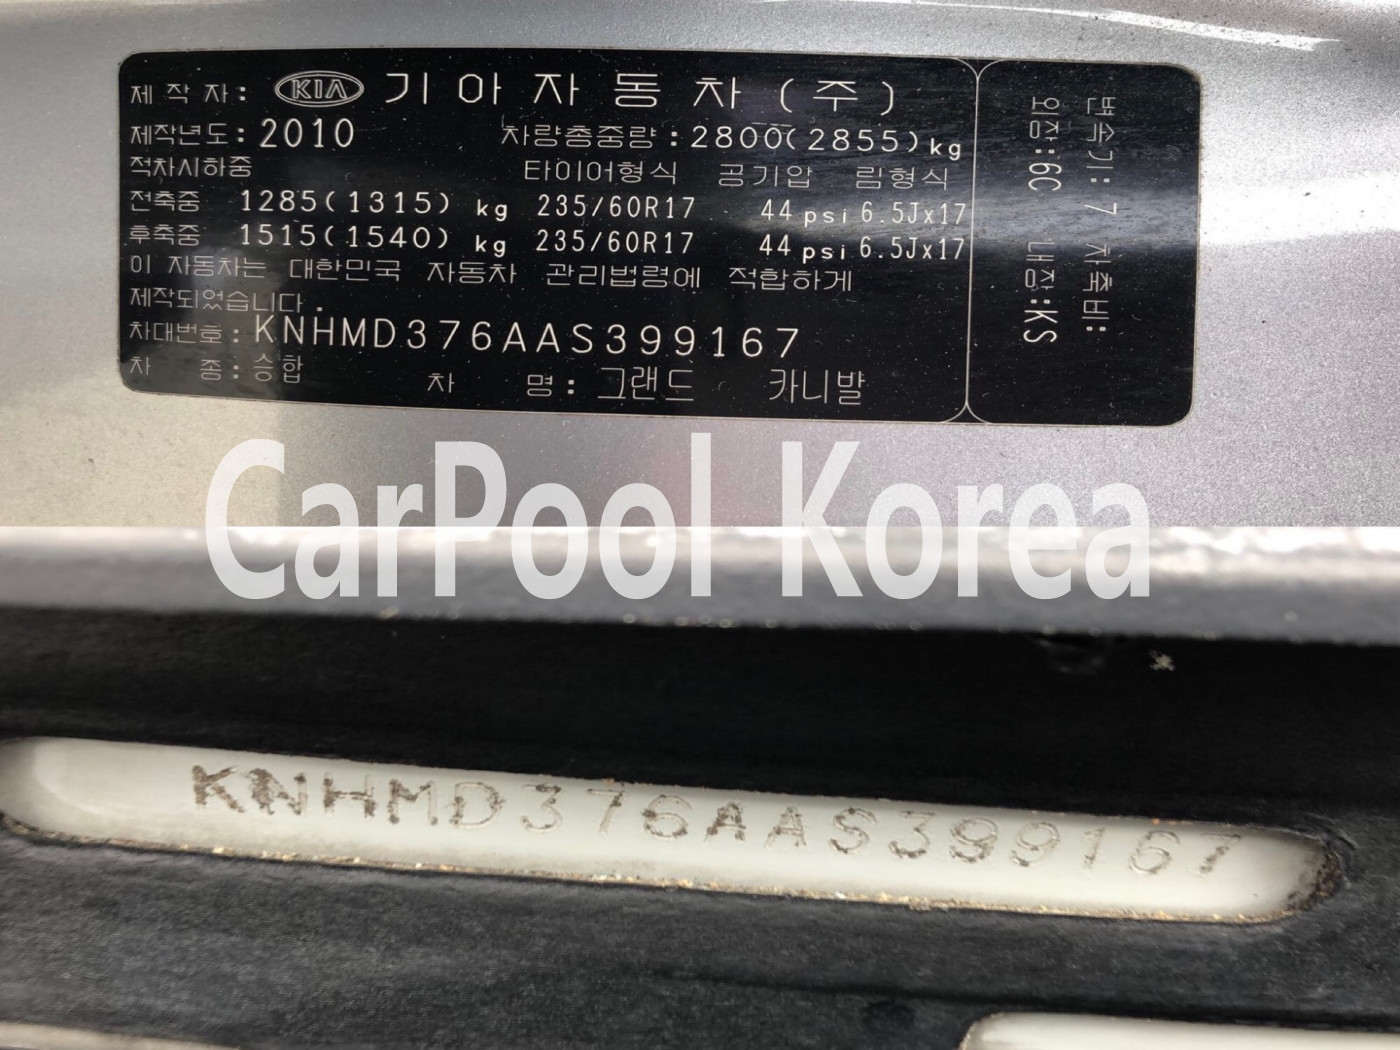 제 작 자 : KIA 기 아 자 동 차 ( 주 )
제작년도 : 2010 차량총중량 : 2800(2855) kg
적차시하중 타이어형식 공기압 림형식
전축중 1285(1315) kg 235/60R17 44 psi 6.5Jx17
후축중 1515(1540) kg 235/60R17 44 psi 6.5Jx17
이 자동차는 대한민국 자동차 관리법령에 적합하게
제작되었습니다 .
차대번호 : KNHMD376AAS399167
차 종 : 승합 차 명 : 그랜드 카니발
변속기 : 7 차축비 :
외장 : 6C 내장 : KS
CarPool Korea
KNHMD376AAS399167